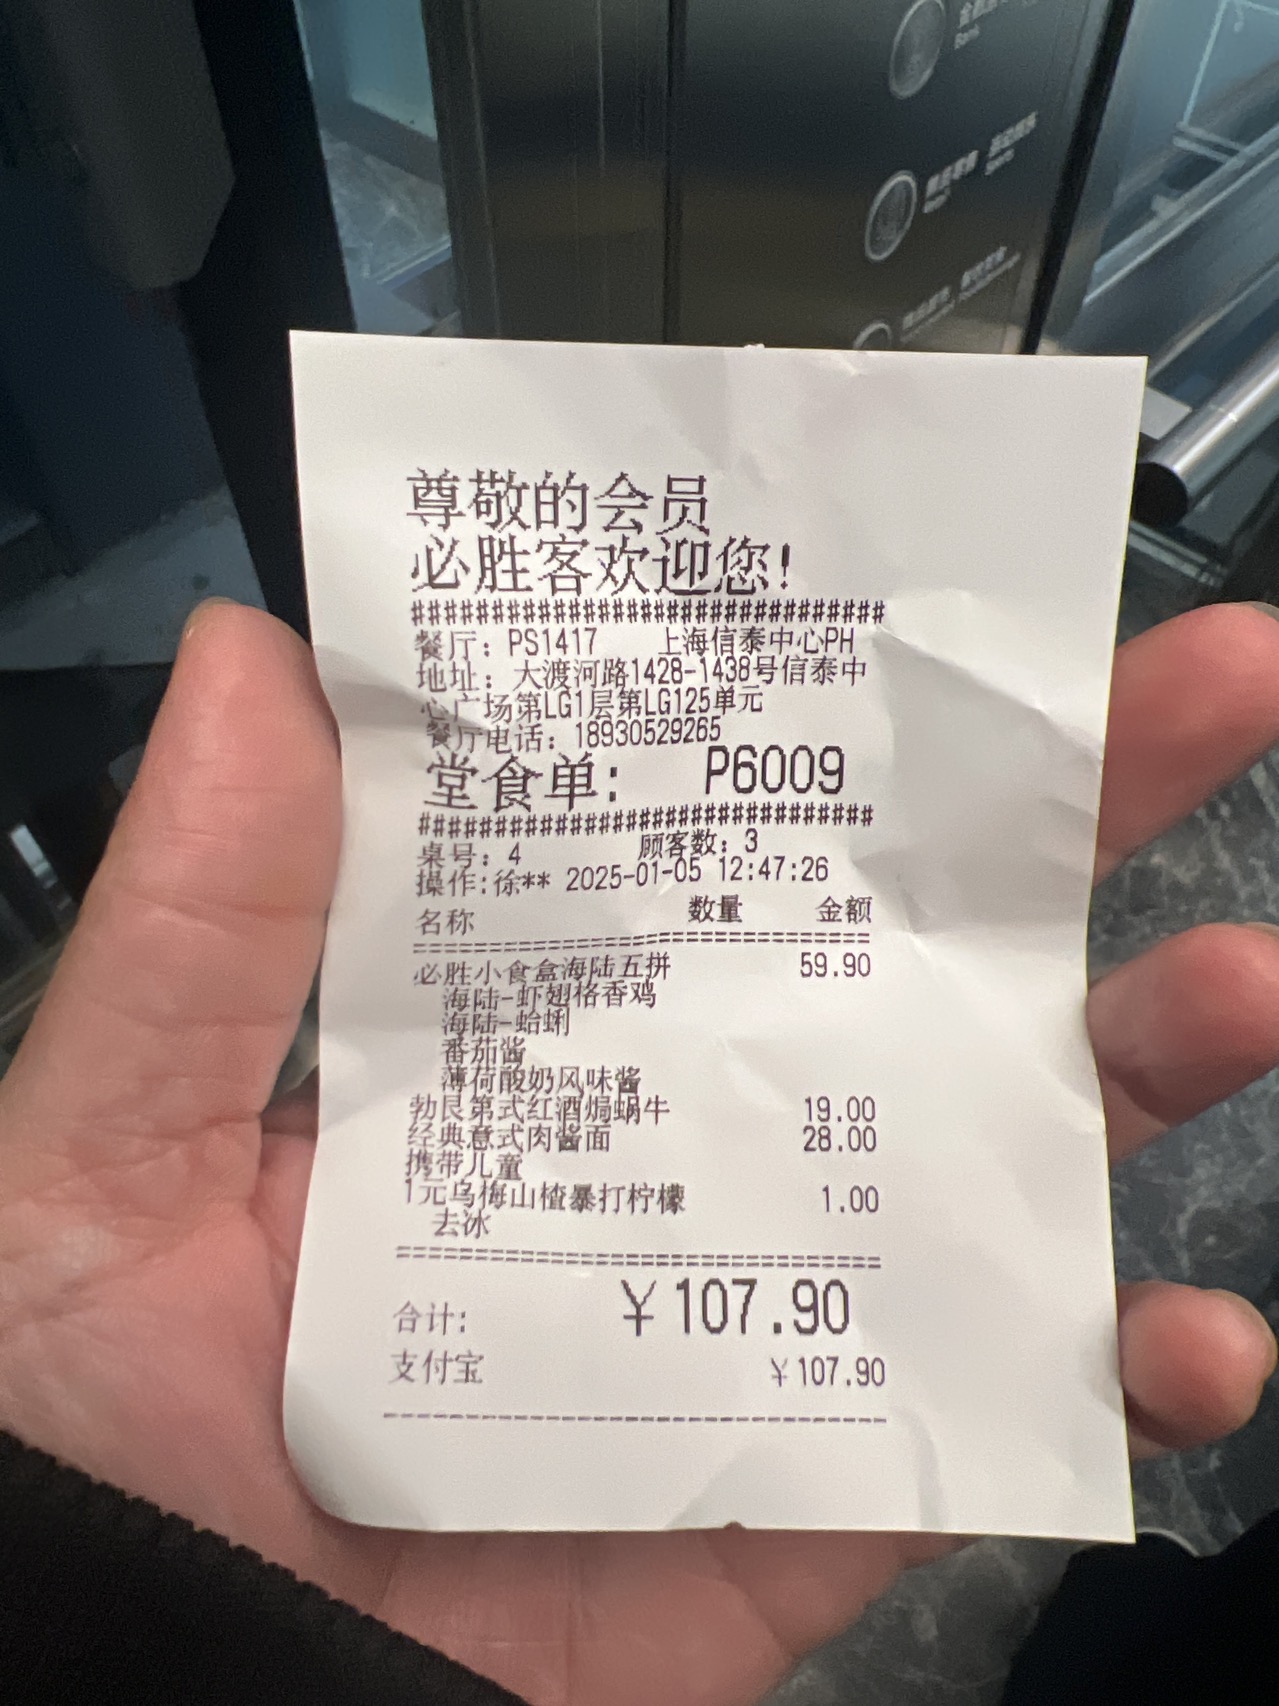 Bank
尊敬的会员
必胜客欢迎您!
###############################
餐厅: PS1417 上海信泰中心PH
地址: 大渡河路1428-1438号信泰中
心广场第LG1层第LG125单元
餐厅电话: 18930529265
堂食单: P6009
###############################
桌号: 4 顾客数: 3
操作:徐** 2025-01-05 12:47:26
名称 数量 金额
===============================
必胜小食盒海陆五拼 59.90
海陆-虾翅格香鸡
海陆-蛤蜊
番茄酱
薄荷酸奶风味酱
勃艮第式红酒焗蜗牛 19.00
经典意式肉酱面 28.00
携带儿童
1元乌梅山楂暴打柠檬 1.00
去冰
===============================
合计: ￥107.90
支付宝 ￥107.90
-------------------------------